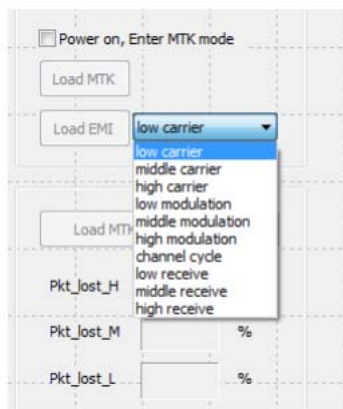 Power on, Enter MTK mode
Load MTK
Load EMI low carrier
low carrier
middle carrier
high carrier
low modulation
middle modulation
high modulation
channel cycle
low receive
middle receive
high receive
Load MTK
Pkt_lost_H
Pkt_lost_M %
Pkt_lost_L %